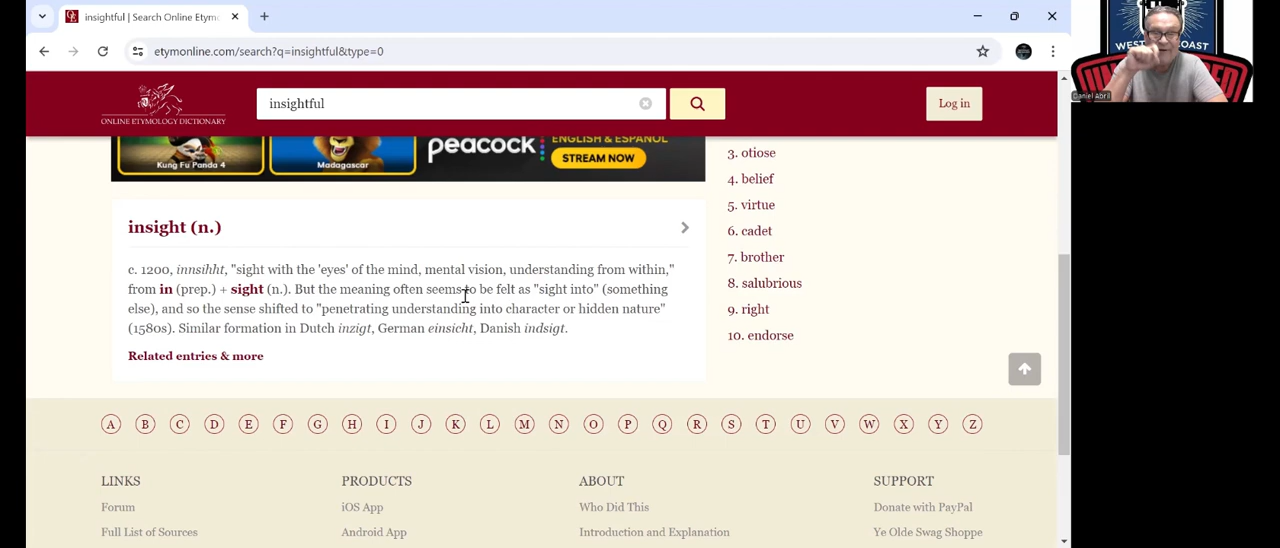 insightful | Search Online Etymo
etymonline.com/search?q=insightful&type=0
ONLINE ETYMOLOGY DICTIONARY
insightful
Log in
Kung Fu Panda 4
Madagascar
peacock
ENGLISH & ESPAÑOL
STREAM NOW
insight (n.)
c. 1200, innsihht, "sight with the 'eyes' of the mind, mental vision, understanding from within,"
from in (prep.) + sight (n.). But the meaning often seems to be felt as "sight into" (something
else), and so the sense shifted to "penetrating understanding into character or hidden nature"
(1580s). Similar formation in Dutch inzigt, German einsicht, Danish indsigt.
Related entries & more
3. otiose
4. belief
5. virtue
6. cadet
7. brother
8. salubrious
9. right
10. endorse
A B C D E F G H I J K L M N O P Q R S T U V W X Y Z
LINKS
Forum
Full List of Sources
PRODUCTS
iOS App
Android App
ABOUT
Who Did This
Introduction and Explanation
SUPPORT
Donate with PayPal
Ye Olde Swag Shoppe
WEST COAST
Daniel Abril